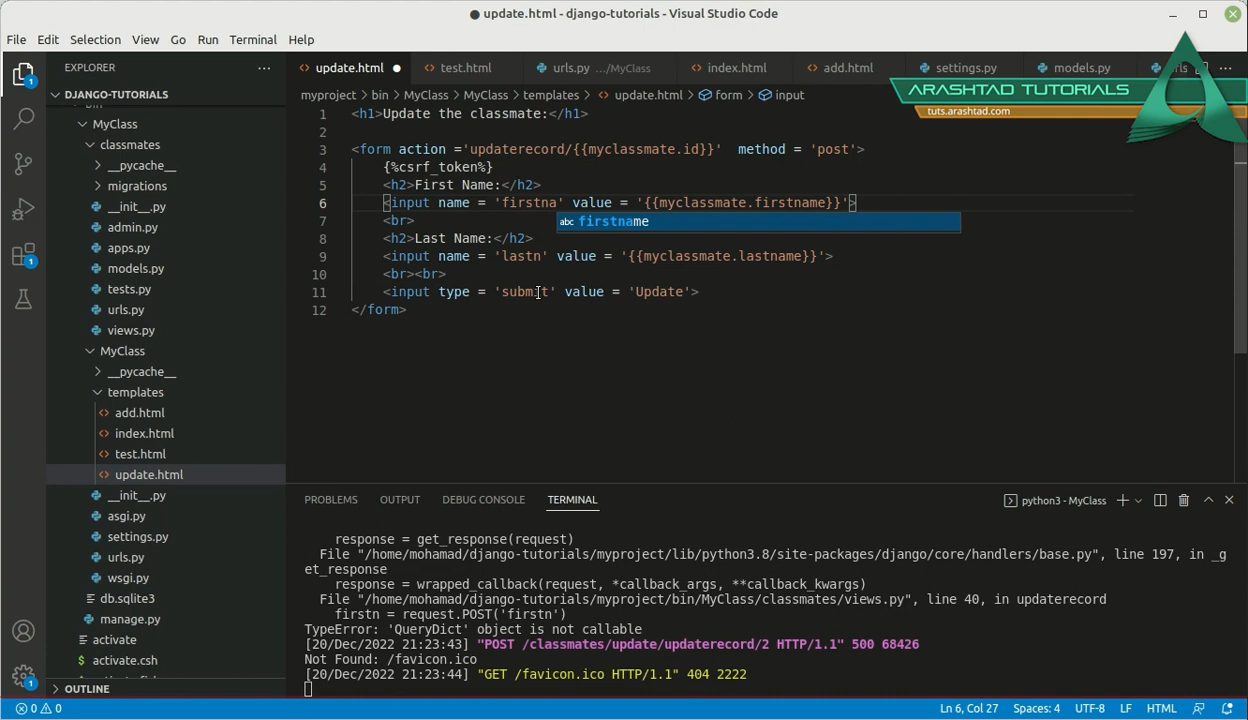 update.html - django-tutorials - Visual Studio Code
File Edit Selection View Go Run Terminal Help
EXPLORER
update.html test.html urls.py .../MyClass index.html add.html settings.py models.py
ARASHTAD TUTORIALS
tuts.arashtad.com
DJANGO-TUTORIALS
myproject > bin > MyClass > MyClass > templates > update.html > form > input
MyClass
classmates
__pycache__
migrations
__init__.py
admin.py
apps.py
models.py
tests.py
urls.py
views.py
MyClass
__pycache__
templates
add.html
index.html
test.html
update.html
__init__.py
asgi.py
settings.py
urls.py
wsgi.py
db.sqlite3
manage.py
activate
activate.csh
OUTLINE
1 <h1>Update the classmate:</h1>
2
3 <form action ='updaterecord/{{myclassmate.id}}' method = 'post'>
4 {%csrf_token%}
5 <h2>First Name:</h2>
6 <input name = 'firstna' value = '{{myclassmate.firstname}}'>
abc firstname
7 <br>
8 <h2>Last Name:</h2>
9 <input name = 'lastn' value = '{{myclassmate.lastname}}'>
10 <br><br>
11 <input type = 'submit' value = 'Update'>
12 </form>
PROBLEMS OUTPUT DEBUG CONSOLE TERMINAL python3 - MyClass
response = get_response(request)
File "/home/mohamad/django-tutorials/myproject/lib/python3.8/site-packages/django/core/handlers/base.py", line 197, in _g
et_response
response = wrapped_callback(request, *callback_args, **callback_kwargs)
File "/home/mohamad/django-tutorials/myproject/bin/MyClass/classmates/views.py", line 40, in updaterecord
firstn = request.POST('firstn')
TypeError: 'QueryDict' object is not callable
[20/Dec/2022 21:23:43] "POST /classmates/update/updaterecord/2 HTTP/1.1" 500 68426
Not Found: /favicon.ico
[20/Dec/2022 21:23:44] "GET /favicon.ico HTTP/1.1" 404 2222
0 0 Ln 6, Col 27 Spaces: 4 UTF-8 LF HTML